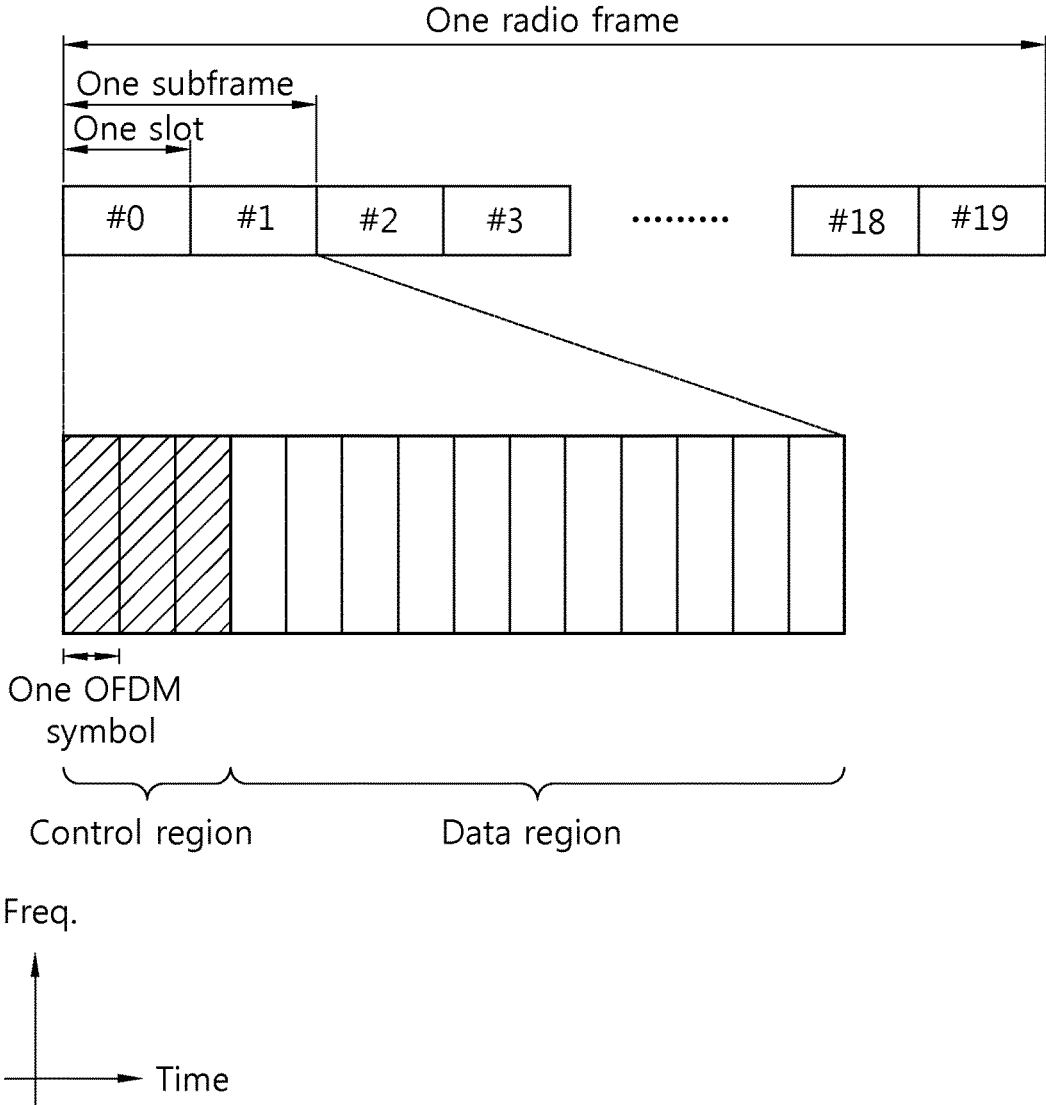 One radio frame
One subframe
One slot
#0 #1 #2 #3 ········· #18 #19
One OFDM
symbol
Control region Data region
Freq.
Time